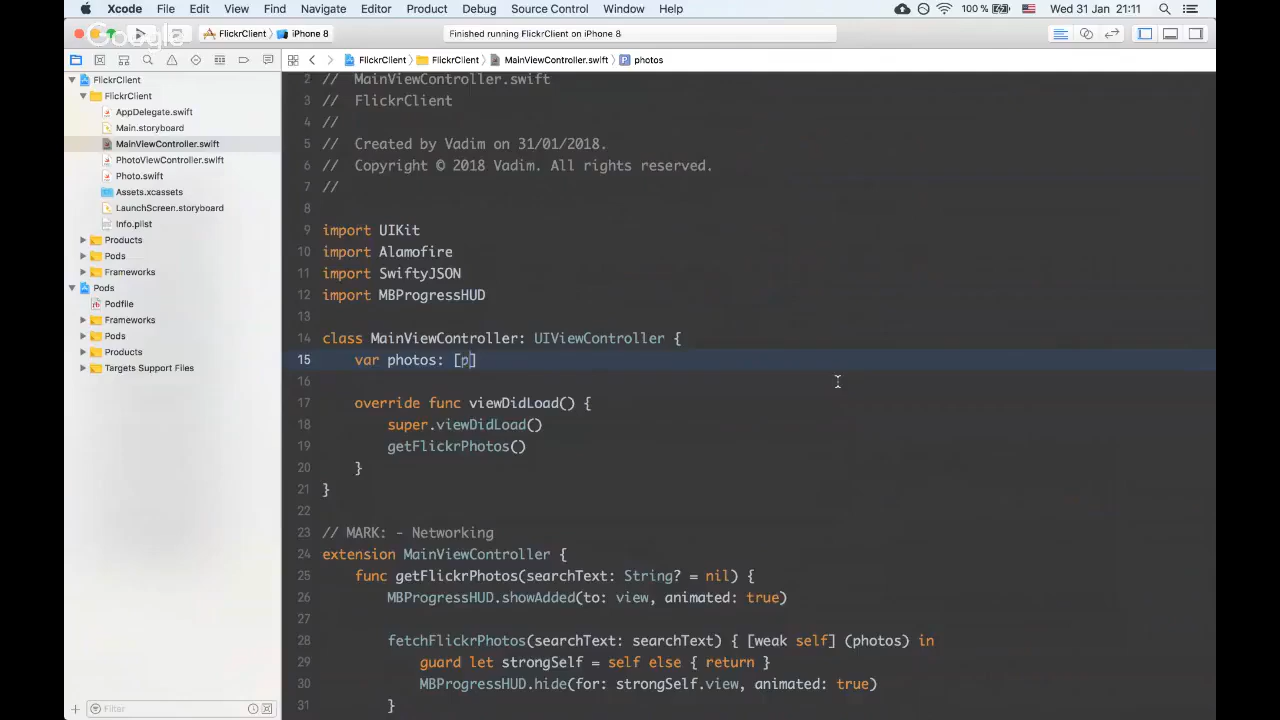 Xcode File Edit View Find Navigate Editor Product Debug Source Control Window Help 100 % Wed 31 Jan 21:11
Google
FlickrClient iPhone 8 Finished running FlickrClient on iPhone 8
FlickrClient FlickrClient MainViewController.swift photos
FlickrClient
FlickrClient
AppDelegate.swift
Main.storyboard
MainViewController.swift
PhotoViewController.swift
Photo.swift
Assets.xcassets
LaunchScreen.storyboard
Info.plist
Products
Pods
Frameworks
Pods
Podfile
Frameworks
Pods
Products
Targets Support Files
Filter
2 // MainViewController.swift
3 // FlickrClient
4 //
5 // Created by Vadim on 31/01/2018.
6 // Copyright © 2018 Vadim. All rights reserved.
7 //
8
9 import UIKit
10 import Alamofire
11 import SwiftyJSON
12 import MBProgressHUD
13
14 class MainViewController: UIViewController {
15 var photos: [p]
16
17 override func viewDidLoad() {
18 super.viewDidLoad()
19 getFlickrPhotos()
20 }
21 }
22
23 // MARK: - Networking
24 extension MainViewController {
25 func getFlickrPhotos(searchText: String? = nil) {
26 MBProgressHUD.showAdded(to: view, animated: true)
27
28 fetchFlickrPhotos(searchText: searchText) { [weak self] (photos) in
29 guard let strongSelf = self else { return }
30 MBProgressHUD.hide(for: strongSelf.view, animated: true)
31 }